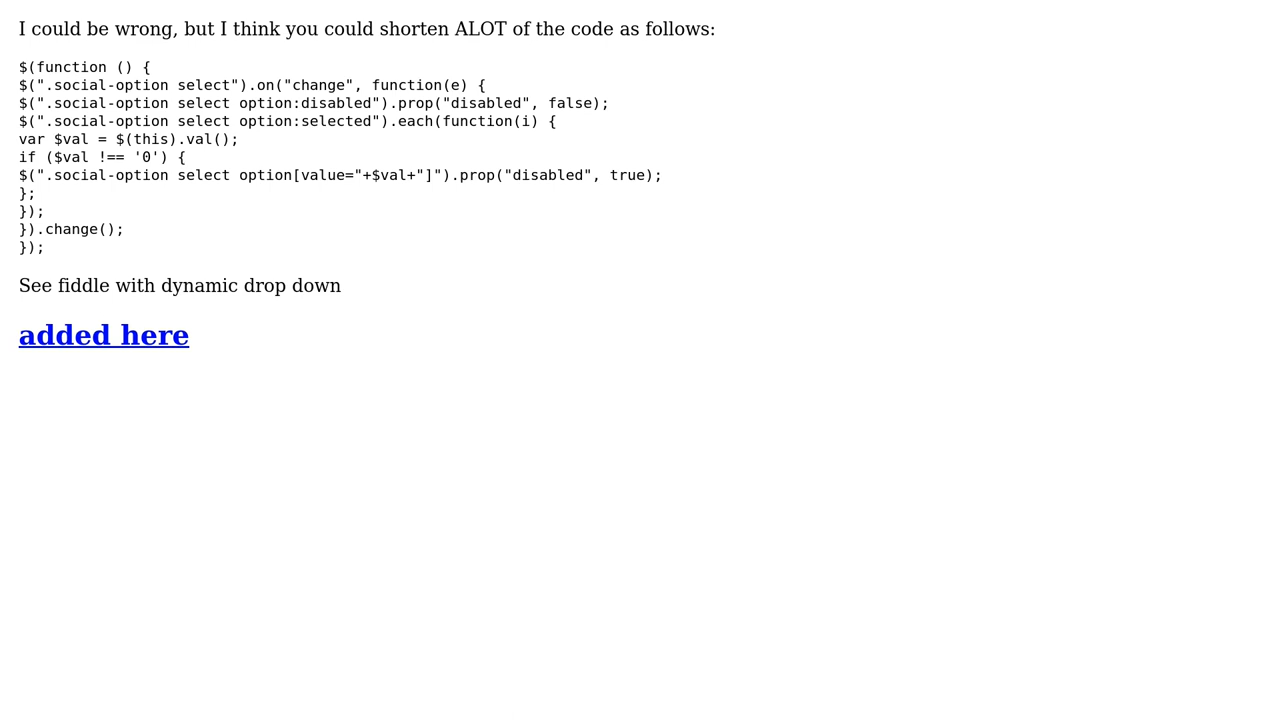 I could be wrong, but I think you could shorten ALOT of the code as follows:
$(function () {
$(".social-option select").on("change", function(e) {
$(".social-option select option:disabled").prop("disabled", false);
$(".social-option select option:selected").each(function(i) {
var $val = $(this).val();
if ($val !== '0') {
$(".social-option select option[value="+$val+"]").prop("disabled", true);
};
});
}).change();
});
See fiddle with dynamic drop down
added here